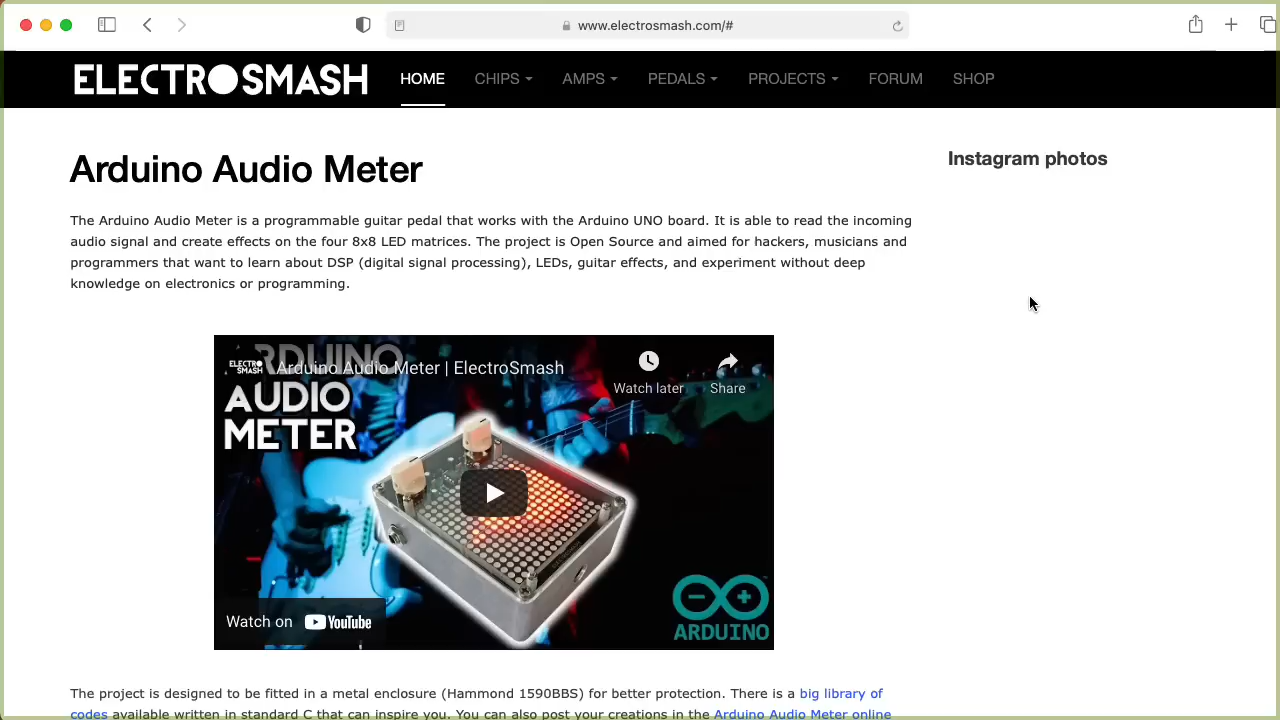 www.electrosmash.com/#
ELECTROSMASH HOME CHIPS AMPS PEDALS PROJECTS FORUM SHOP
Arduino Audio Meter
Instagram photos
The Arduino Audio Meter is a programmable guitar pedal that works with the Arduino UNO board. It is able to read the incoming
audio signal and create effects on the four 8x8 LED matrices. The project is Open Source and aimed for hackers, musicians and
programmers that want to learn about DSP (digital signal processing), LEDs, guitar effects, and experiment without deep
knowledge on electronics or programming.
ELECTRO SMASH
Arduino Audio Meter | ElectroSmash
Watch later
Share
ARDUINO
AUDIO
METER
Watch on YouTube
ARDUINO
The project is designed to be fitted in a metal enclosure (Hammond 1590BBS) for better protection. There is a big library of
codes available written in standard C that can inspire you. You can also post your creations in the Arduino Audio Meter online